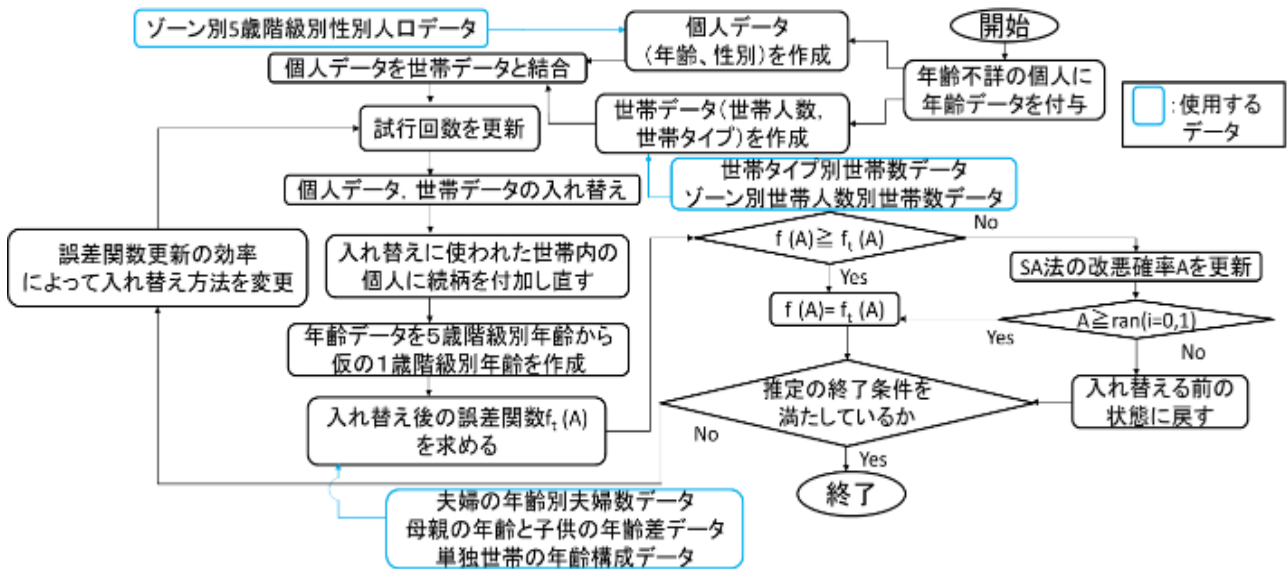 開始
年齢不詳の個人に
年齢データを付与
ゾーン別5歳階級別性別人口データ
個人データ
(年齢、性別)を作成
世帯データ(世帯人数,
世帯タイプ)を作成
世帯タイプ別世帯数データ
ゾーン別世帯人数別世帯数データ
:使用する
データ
個人データを世帯データと結合
試行回数を更新
個人データ, 世帯データの入れ替え
入れ替えに使われた世帯内の
個人に続柄を付加し直す
年齢データを5歳階級別年齢から
仮の1歳階級別年齢を作成
入れ替え後の誤差関数ft (A)
を求める
夫婦の年齢別夫婦数データ
母親の年齢と子供の年齢差データ
単独世帯の年齢構成データ
誤差関数更新の効率
によって入れ替え方法を変更
f (A)≧ ft (A)
No
Yes
f (A)= ft (A)
SA法の改悪確率Aを更新
A≧ran(i=0,1)
Yes
No
入れ替える前の
状態に戻す
推定の終了条件を
満たしているか
No
Yes
終了